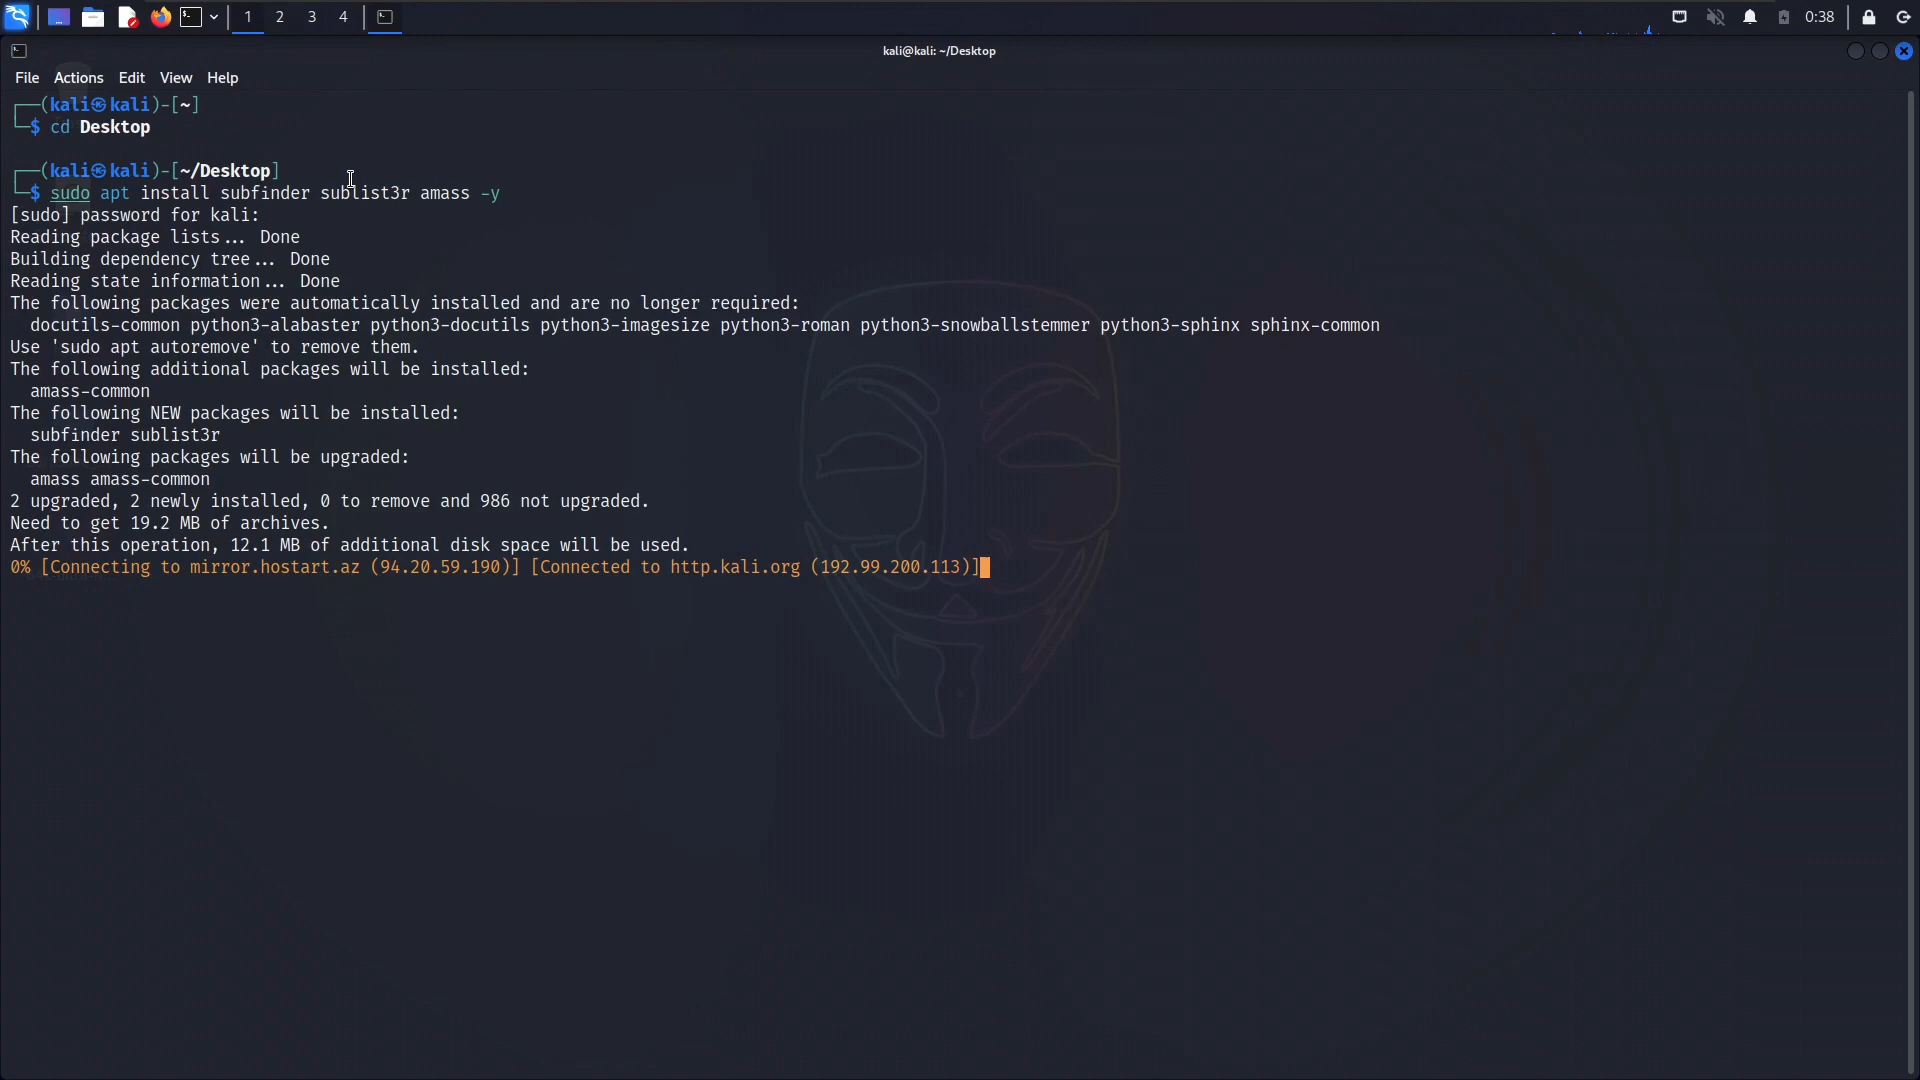 1 2 3 4 0:38
kali@kali: ~/Desktop
File Actions Edit View Help
┌──(kali㉿kali)-[~]
└─$ cd Desktop
┌──(kali㉿kali)-[~/Desktop]
└─$ sudo apt install subfinder sublist3r amass -y
[sudo] password for kali:
Reading package lists... Done
Building dependency tree... Done
Reading state information... Done
The following packages were automatically installed and are no longer required:
docutils-common python3-alabaster python3-docutils python3-imagesize python3-roman python3-snowballstemmer python3-sphinx sphinx-common
Use 'sudo apt autoremove' to remove them.
The following additional packages will be installed:
amass-common
The following NEW packages will be installed:
subfinder sublist3r
The following packages will be upgraded:
amass amass-common
2 upgraded, 2 newly installed, 0 to remove and 986 not upgraded.
Need to get 19.2 MB of archives.
After this operation, 12.1 MB of additional disk space will be used.
0% [Connecting to mirror.hostart.az (94.20.59.190)] [Connected to http.kali.org (192.99.200.113)]